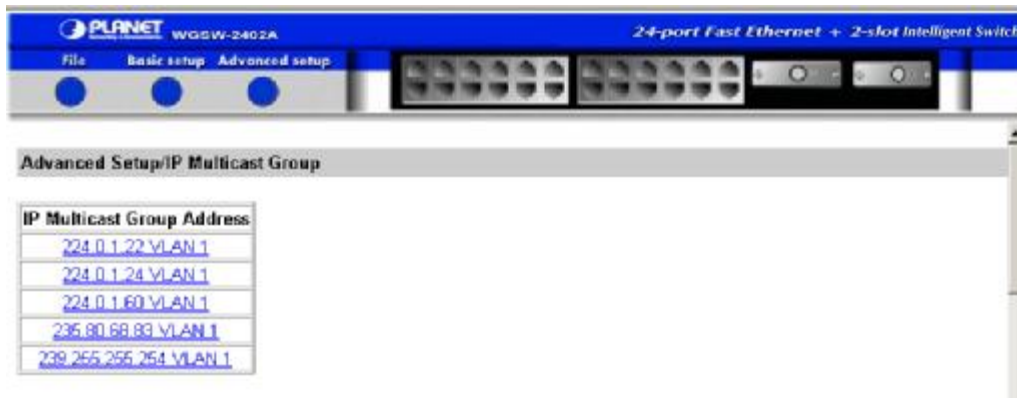 PLANET WGSW-2402A
24-port Fast Ethernet + 2-slot Intelligent Switch
File Basic setup Advanced setup
Advanced Setup/IP Multicast Group
IP Multicast Group Address
224.0.1.22 VLAN 1
224.0.1.24 VLAN 1
224.0.1.60 VLAN 1
235.80.68.83 VLAN 1
239.255.255.254 VLAN 1